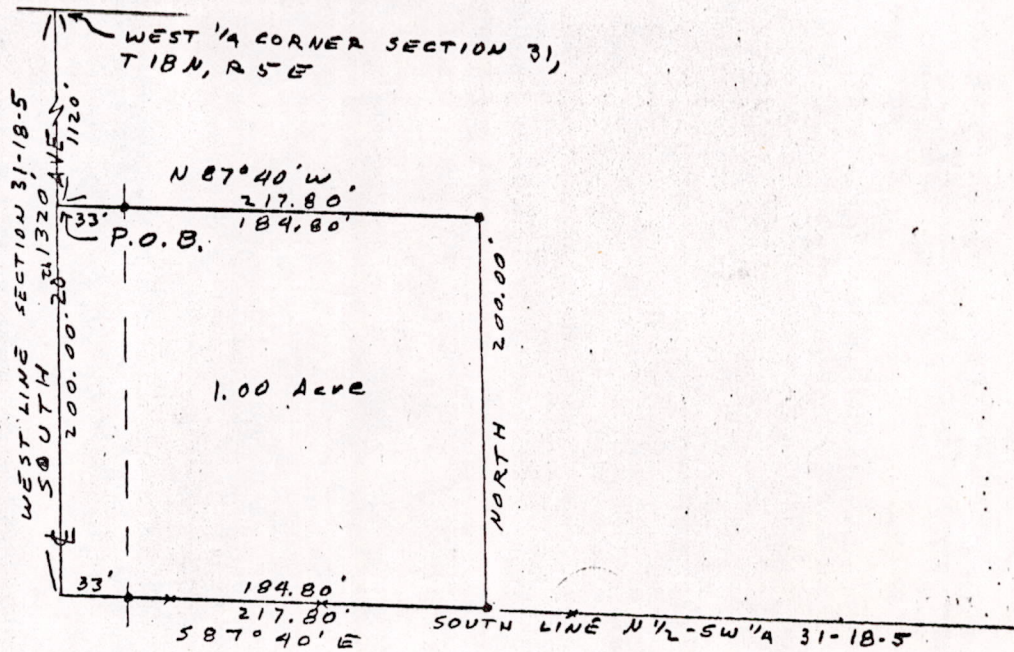 WEST 1/4 CORNER SECTION 31,
T 18 N, R 5 E
1120'
WEST LINE SECTION 31-18-5
SOUTH 1320'
AVE
20
200.00'
N 87° 40' W
217.80'
184.80'
33'
P.O.B.
200.00'
NORTH
1.00 Acre
33'
184.80'
217.80'
S 87° 40' E
SOUTH LINE N 1/2 - SW 1/4 31-18-5